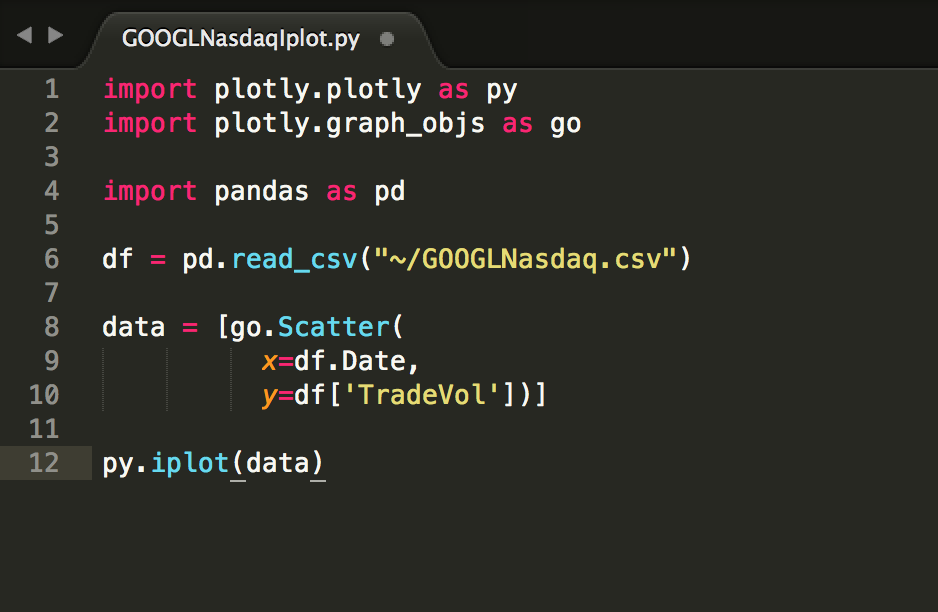 GOOGLNasdaqIplot.py
1 import plotly.plotly as py
2 import plotly.graph_objs as go
3
4 import pandas as pd
5
6 df = pd.read_csv("~/GOOGLNasdaq.csv")
7
8 data = [go.Scatter(
9 x=df.Date,
10 y=df['TradeVol'])]
11
12 py.iplot(data)